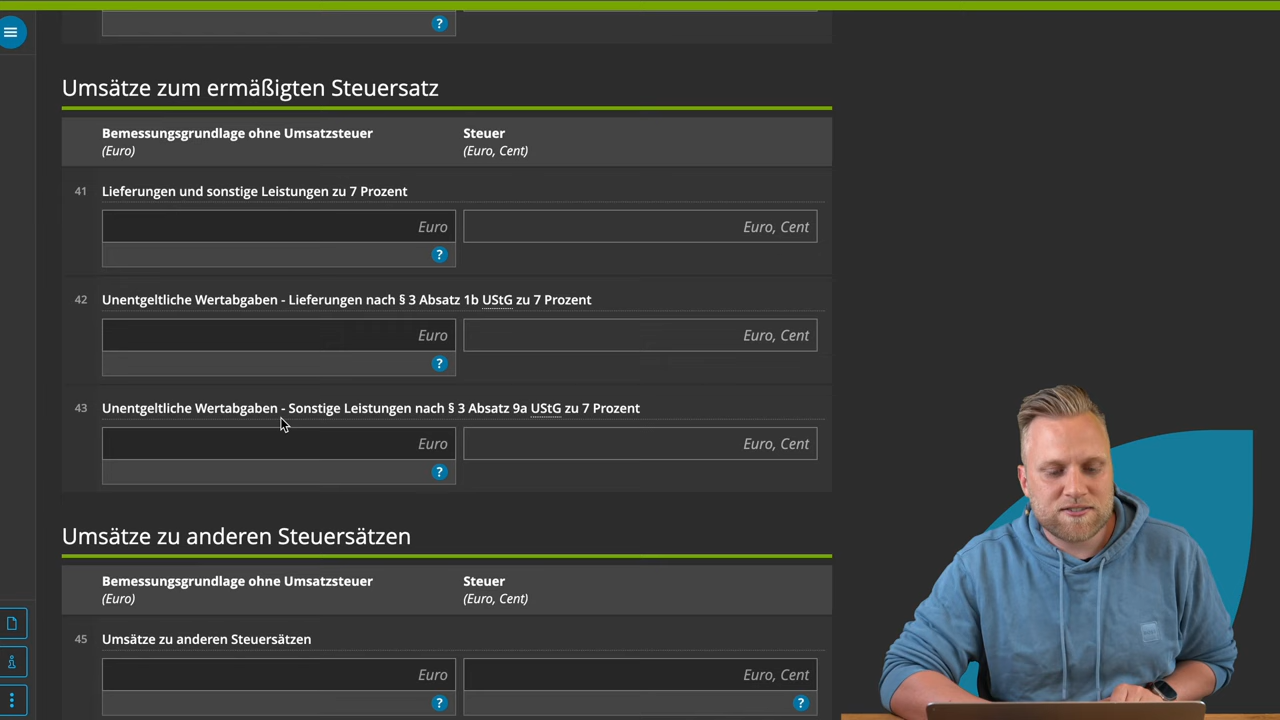 ?
Umsätze zum ermäßigten Steuersatz
Bemessungsgrundlage ohne Umsatzsteuer
(Euro)
Steuer
(Euro, Cent)
41
Lieferungen und sonstige Leistungen zu 7 Prozent
Euro
Euro, Cent
?
42
Unentgeltliche Wertabgaben - Lieferungen nach § 3 Absatz 1b UStG zu 7 Prozent
Euro
Euro, Cent
?
43
Unentgeltliche Wertabgaben - Sonstige Leistungen nach § 3 Absatz 9a UStG zu 7 Prozent
Euro
Euro, Cent
?
Umsätze zu anderen Steuersätzen
Bemessungsgrundlage ohne Umsatzsteuer
(Euro)
Steuer
(Euro, Cent)
45
Umsätze zu anderen Steuersätzen
Euro
Euro, Cent
?
?